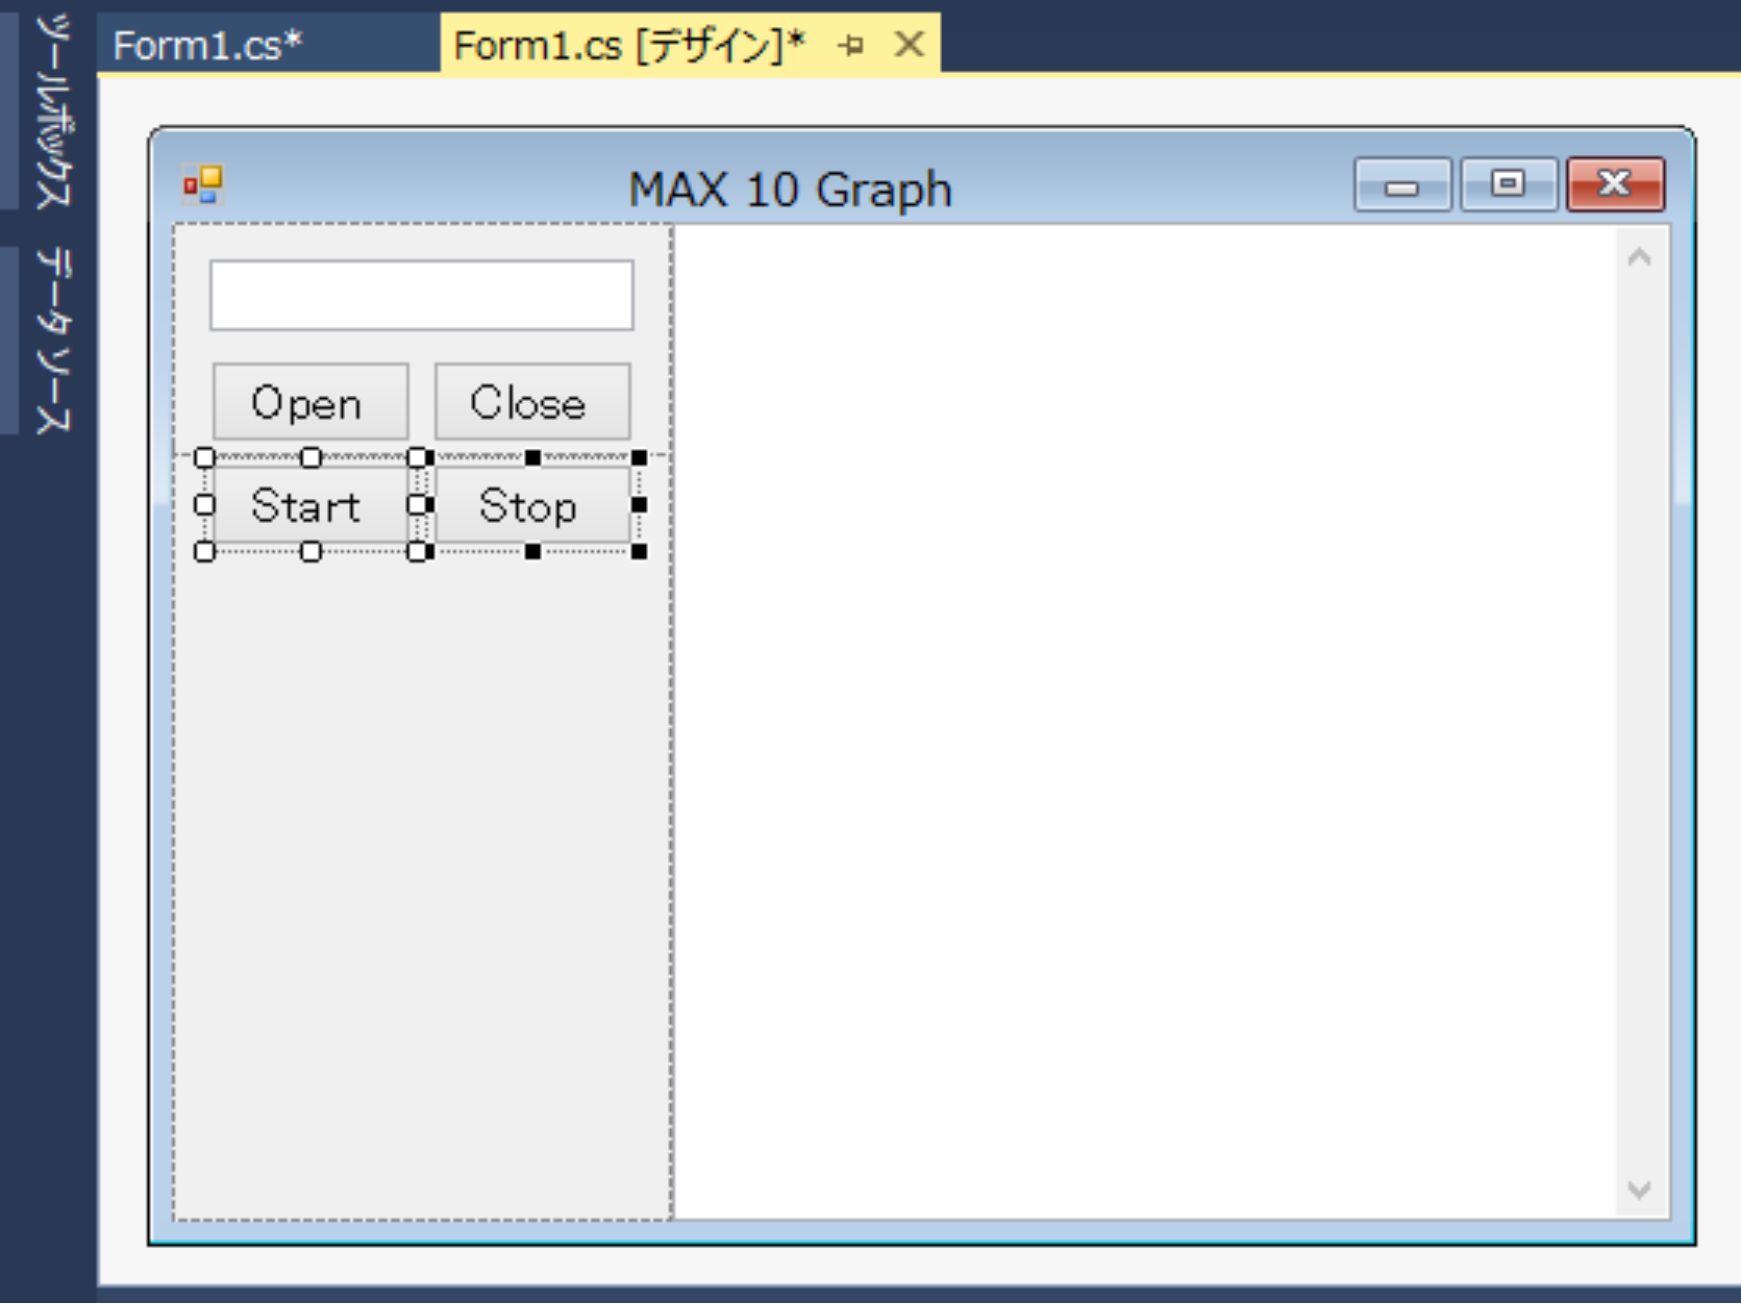 ツールボックス
データ ソース
Form1.cs*
Form1.cs [デザイン]*
MAX 10 Graph
Open
Close
Start
Stop